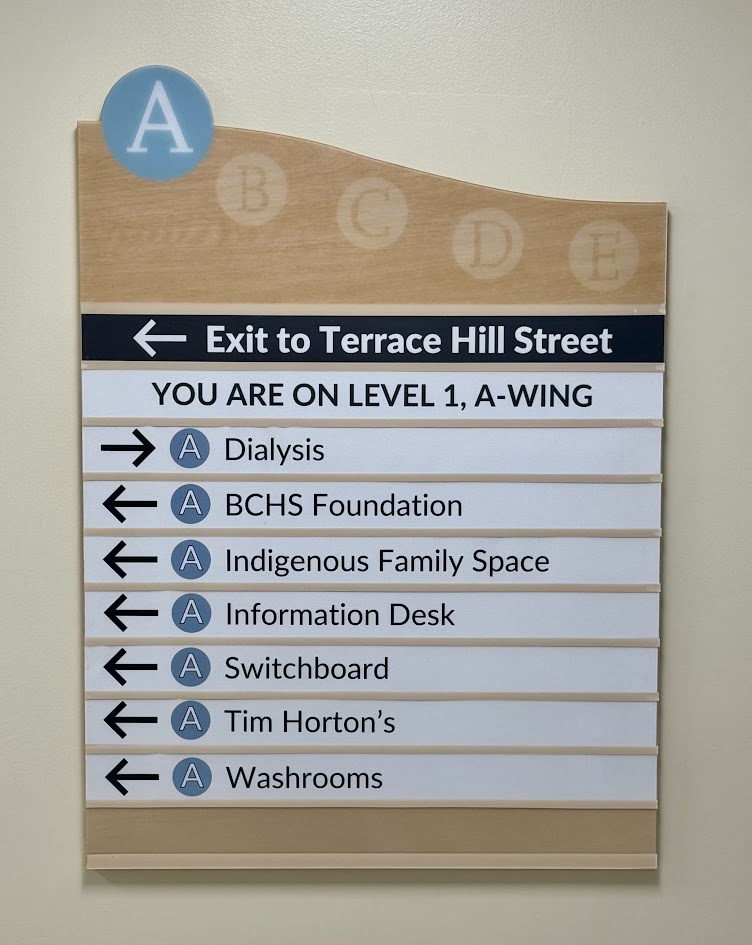 A
B
C
D
E
← Exit to Terrace Hill Street
YOU ARE ON LEVEL 1, A-WING
→ A Dialysis
← A BCHS Foundation
← A Indigenous Family Space
← A Information Desk
← A Switchboard
← A Tim Horton's
← A Washrooms